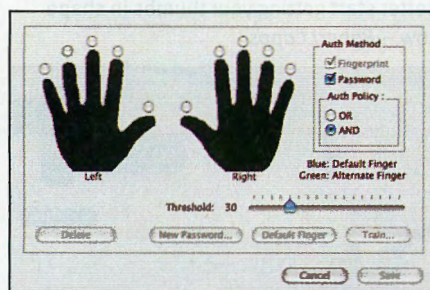 Auth Method
Fingerprint
Password
Auth Policy :
OR
AND
Left
Right
Blue: Default Finger
Green: Alternate Finger
Threshold: 30
Delete
New Password...
Default Finger
Train...
Cancel
Save